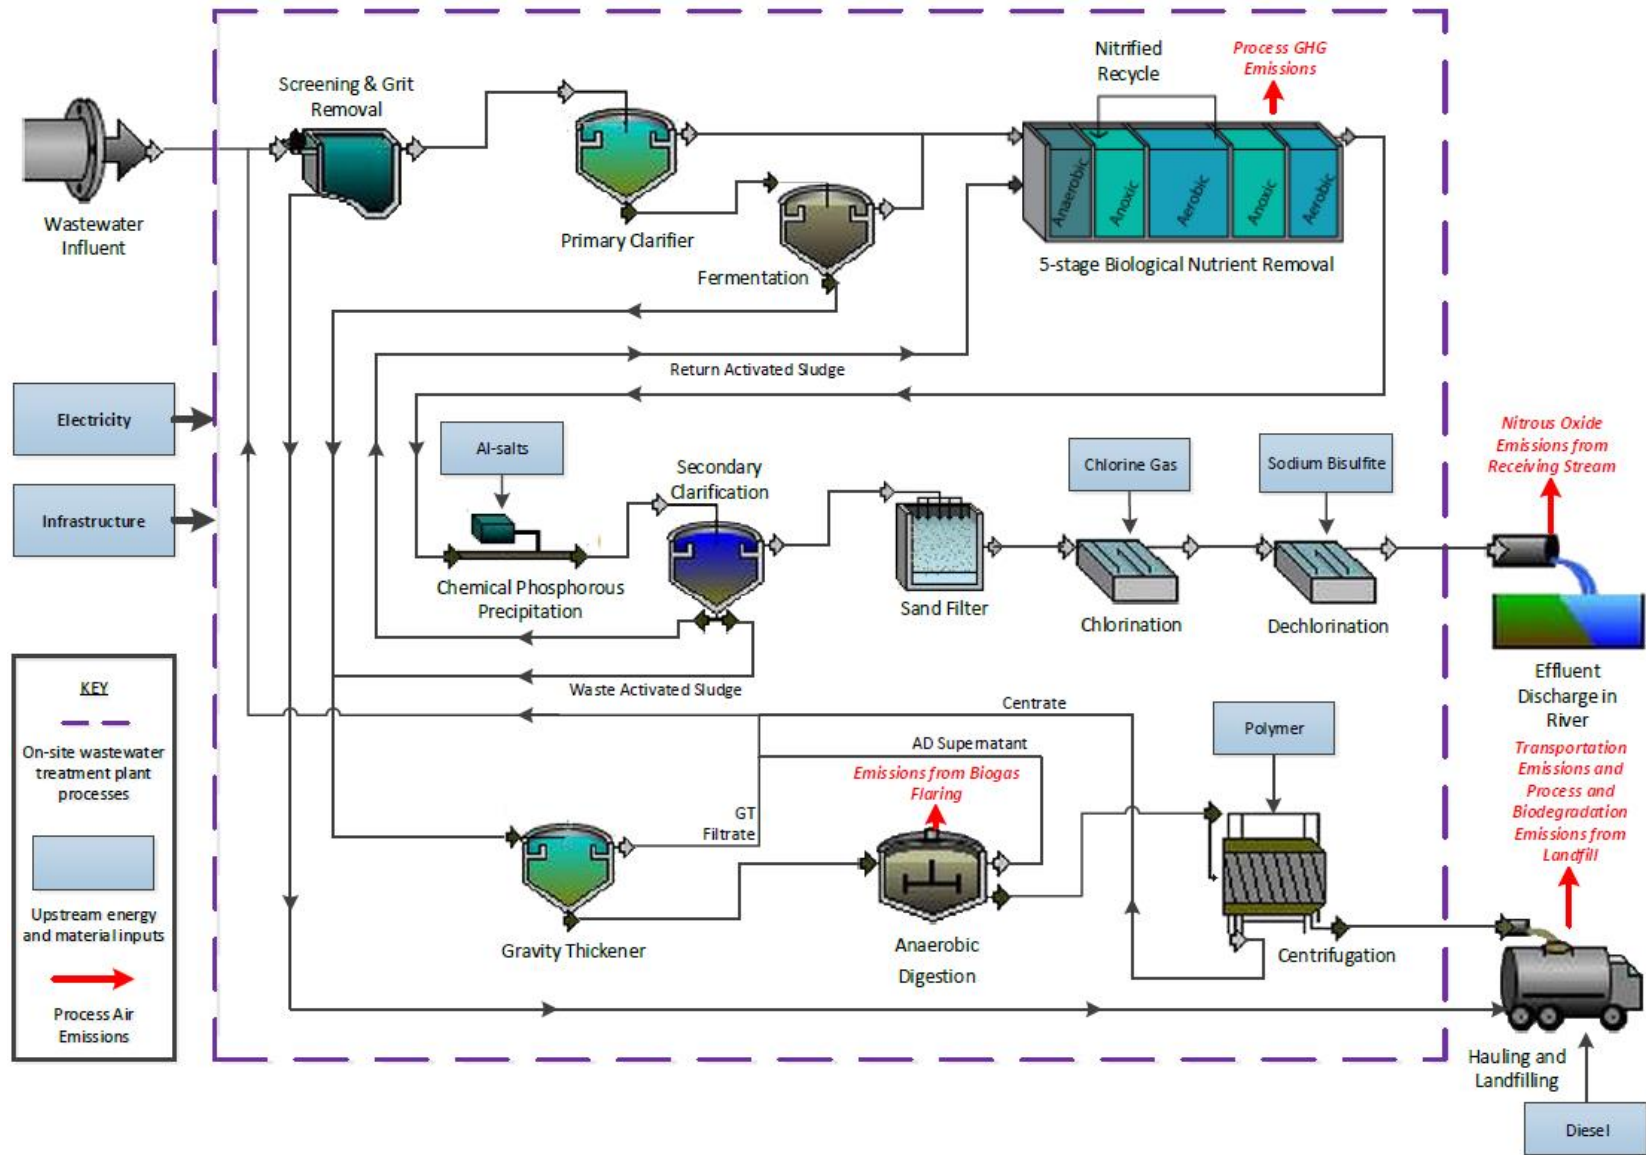 Wastewater
Influent
Screening & Grit
Removal
Primary Clarifier
Fermentation
Nitrified
Recycle
Process GHG
Emissions
Anaerobic
Anoxic
Aerobic
Anoxic
Aerobic
5-stage Biological Nutrient Removal
Return Activated Sludge
Electricity
Infrastructure
Al-salts
Chemical Phosphorous
Precipitation
Secondary
Clarification
Sand Filter
Chlorine Gas
Chlorination
Sodium Bisulfite
Dechlorination
Nitrous Oxide
Emissions from
Receiving Stream
Effluent
Discharge in
River
Waste Activated Sludge
Centrate
AD Supernatant
GT
Filtrate
Gravity Thickener
Emissions from Biogas
Flaring
Anaerobic
Digestion
Polymer
Centrifugation
Transportation
Emissions and
Process and
Biodegradation
Emissions from
Landfill
Hauling and
Landfilling
Diesel
KEY
On-site wastewater
treatment plant
processes
Upstream energy
and material inputs
Process Air
Emissions